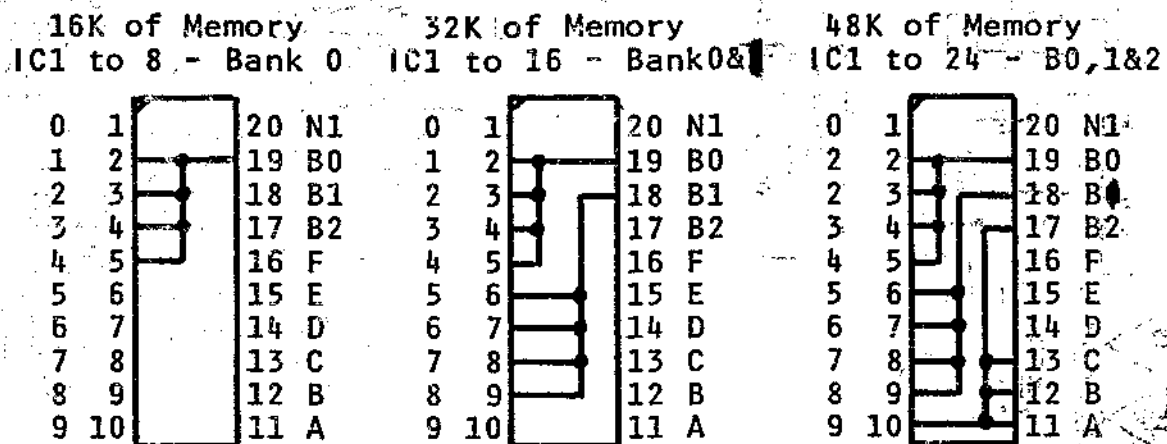 16K of Memory 32K of Memory 48K of Memory
IC1 to 8 - Bank 0 IC1 to 16 - Bank0& IC1 to 24 - B0,1&2
0 1 20 N1 0 1 20 N1 0 1 20 N1
1 2 19 B0 1 2 19 B0 2 2 19 B0
2 3 18 B1 2 3 18 B1 2 3 18 B
3 4 17 B2 3 4 17 B2 3 4 17 B2
4 5 16 F 4 5 16 F 4 5 16 F
5 6 15 E 5 6 15 E 5 6 15 E
6 7 14 D 6 7 14 D 6 7 14 D
7 8 13 C 7 8 13 C 7 8 13 C
8 9 12 B 8 9 12 B 8 9 12 B
9 10 11 A 9 10 11 A 9 10 11 A